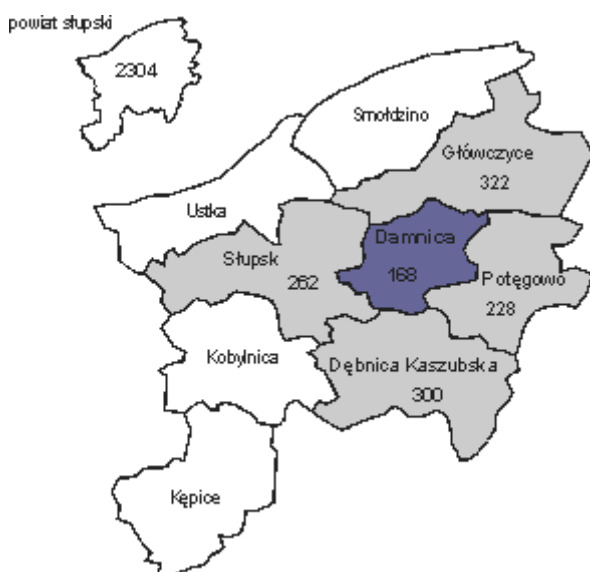 powiat słupski
2304
Smołdzino
Główczyce
322
Ustka
Damnica
168
Słupsk
262
Potęgowo
228
Kobylnica
Dębnica Kaszubska
300
Kępice